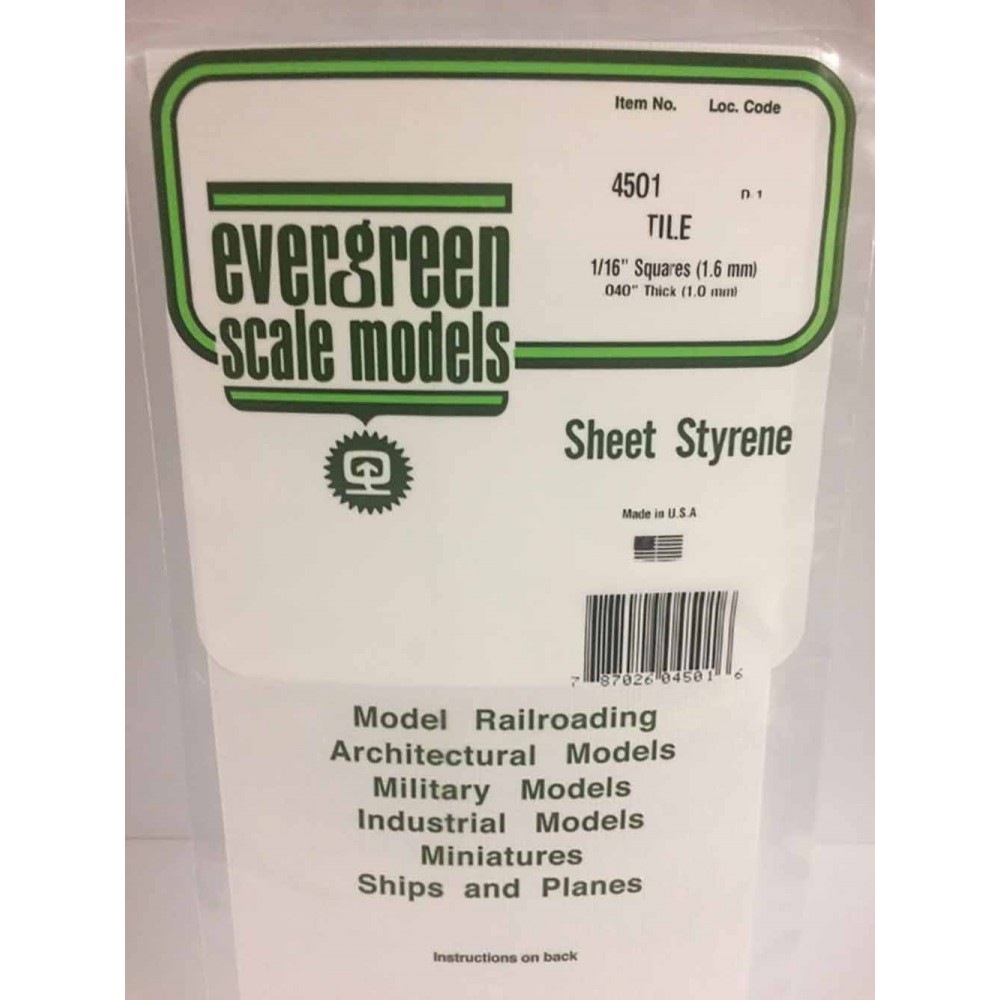 Item No. Loc. Code
4501
TILE
1/16" Squares (1.6 mm)
.040" Thick (1.0 mm)
evergreen
scale models
Sheet Styrene
Made in U.S.A
7 87026 04501 6
Model Railroading
Architectural Models
Military Models
Industrial Models
Miniatures
Ships and Planes
Instructions on back